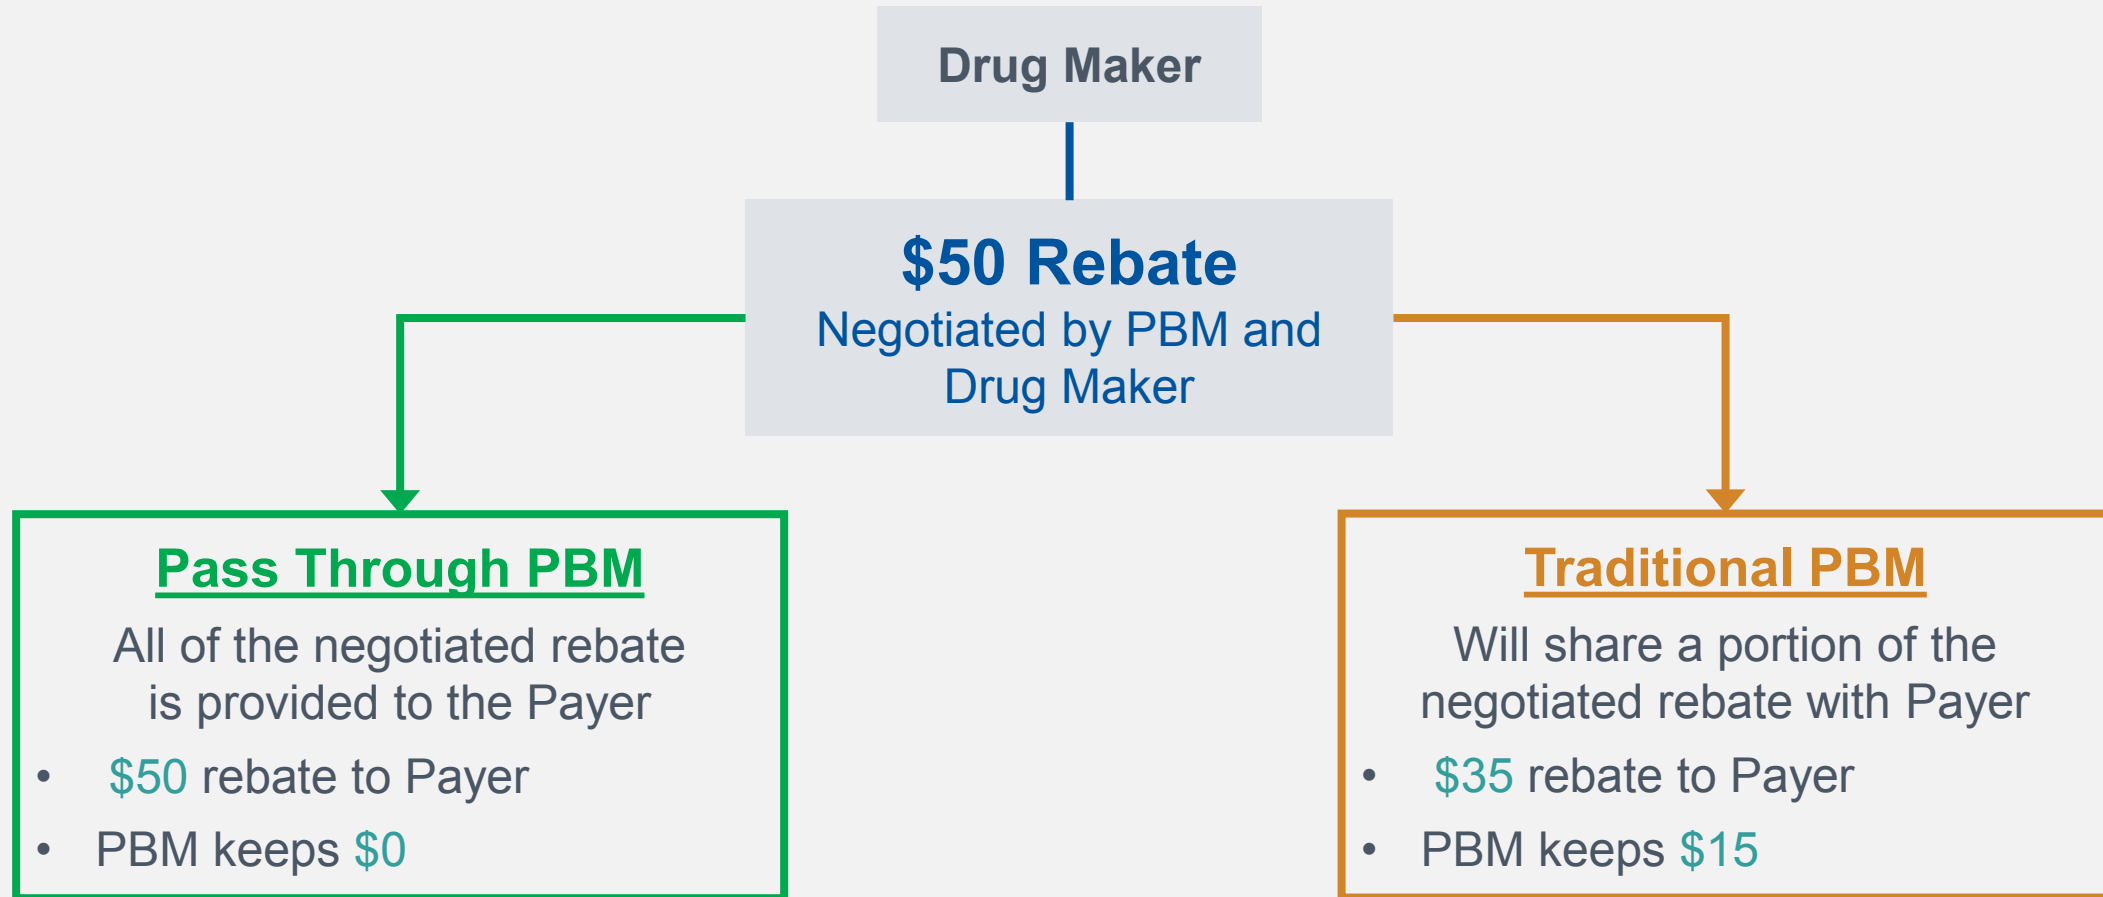 Drug Maker
$50 Rebate
Negotiated by PBM and
Drug Maker
Pass Through PBM
All of the negotiated rebate
is provided to the Payer
• $50 rebate to Payer
• PBM keeps $0
Traditional PBM
Will share a portion of the
negotiated rebate with Payer
• $35 rebate to Payer
• PBM keeps $15